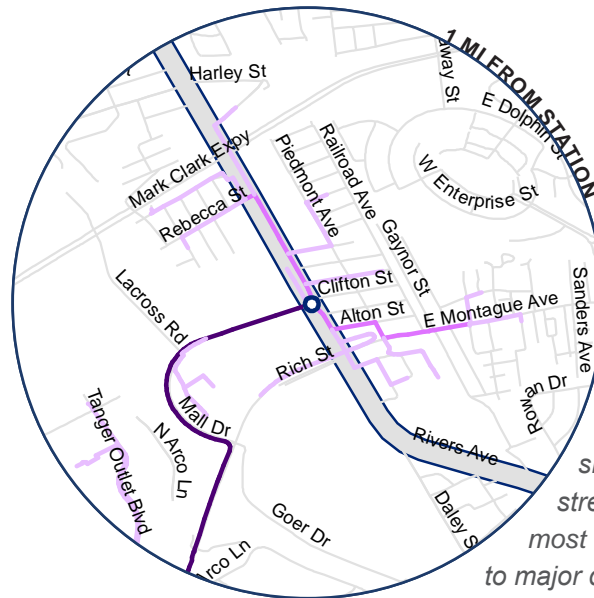 1 MI FROM STATION
Harley St
E Dolphin St
Mark Clark Expy
Piedmont Ave
Railroad Ave
W Enterprise St
Rebecca St
Gaynor St
Clifton St
Lacross Rd
Alton St
E Montague Ave
Sanders Ave
Rich St
Mall Dr
Tanger Outlet Blvd
N Arco Ln
Rivers Ave
Goer Dr
Daley S
Arco Ln
most
to major